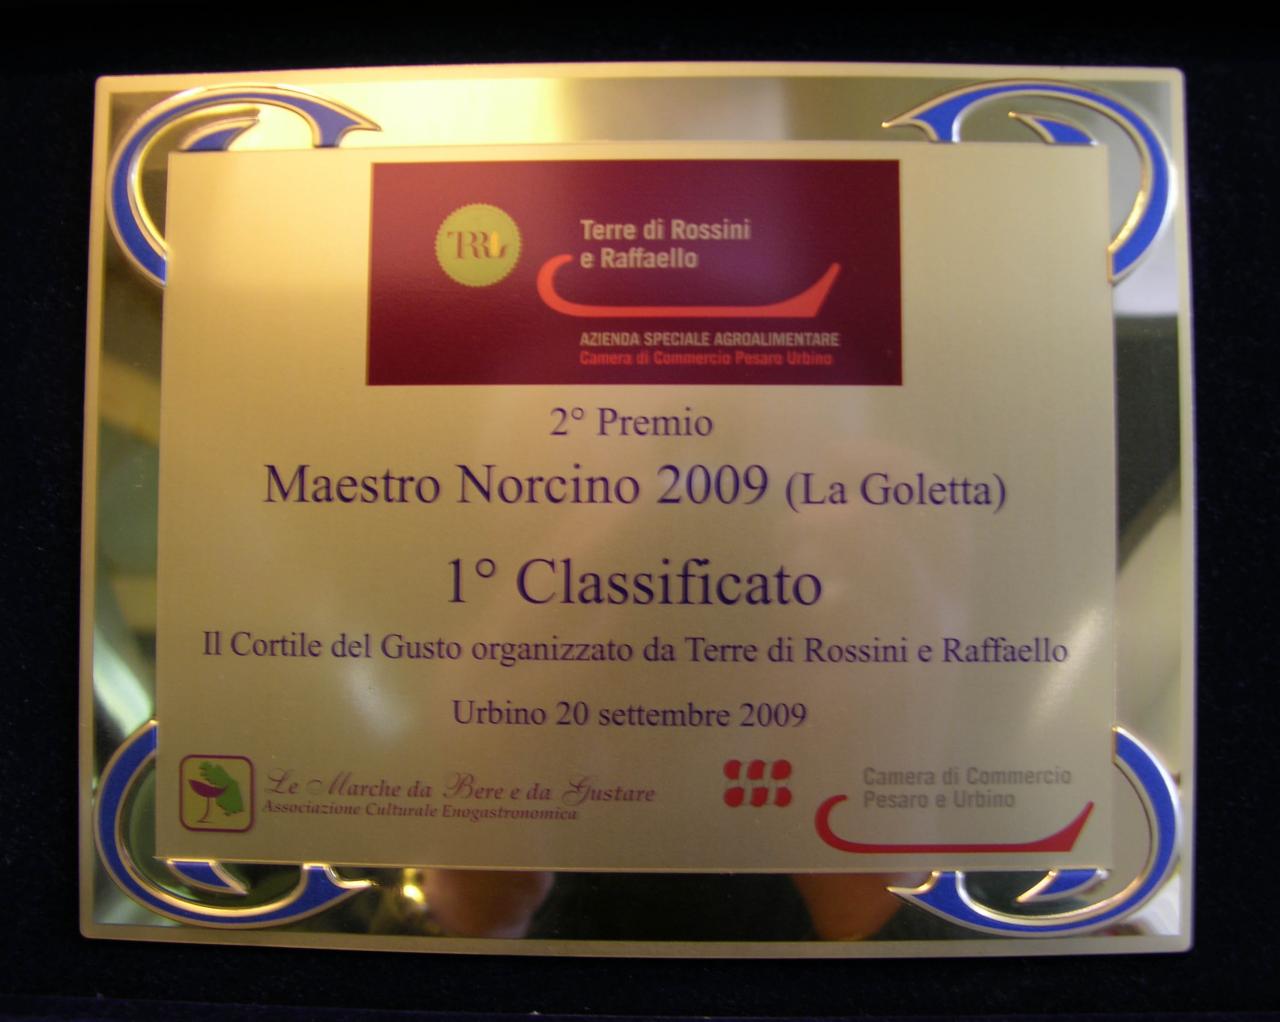 TRR
Terre di Rossini
e Raffaello
AZIENDA SPECIALE AGROALIMENTARE
Camera di Commercio Pesaro Urbino
2° Premio
Maestro Norcino 2009 (La Goletta)
1° Classificato
Il Cortile del Gusto organizzato da Terre di Rossini e Raffaello
Urbino 20 settembre 2009
Le Marche da Bere e da Gustare
Associazione Culturale Enogastronomica
Camera di Commercio
Pesaro e Urbino